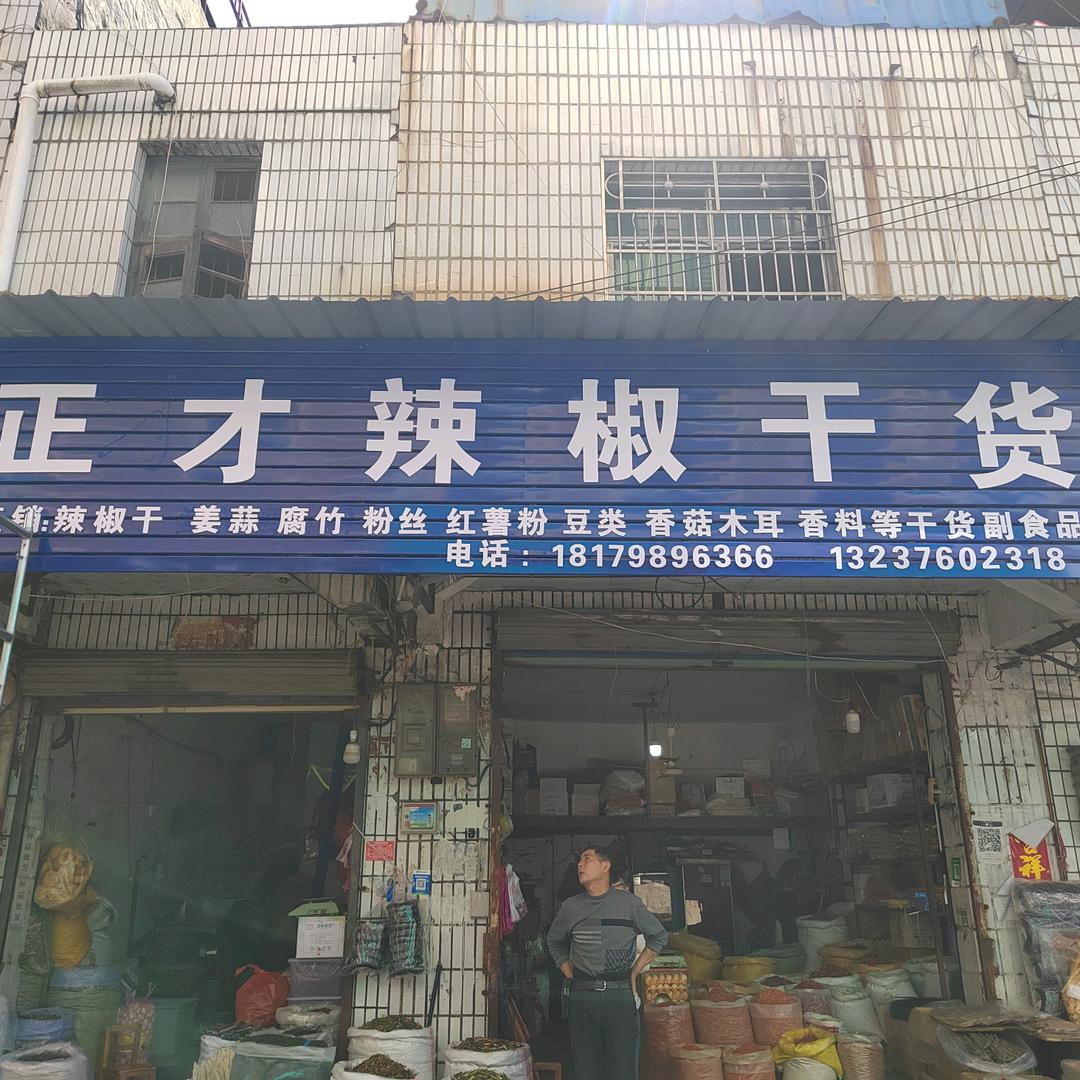 正才辣椒干货
销:辣椒干 姜蒜 腐竹 粉丝 红薯粉 豆类 香菇木耳 香料等干货副食品
电话：18179896366 13237602318